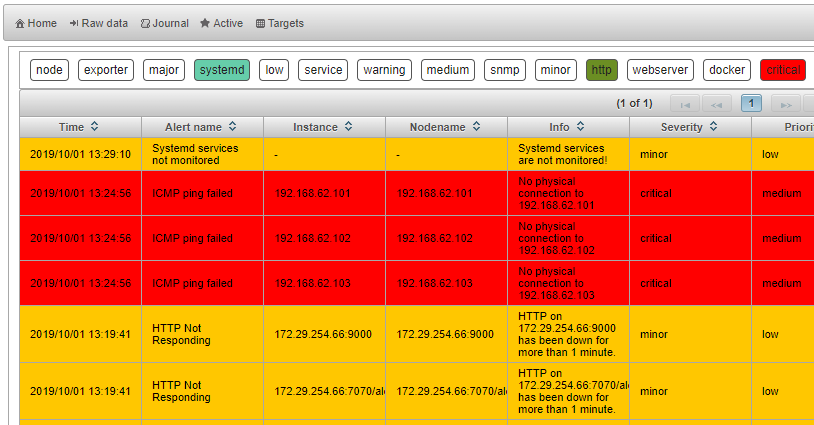 Home Raw data Journal Active Targets
node exporter major systemd low service warning medium snmp minor http webserver docker critical
(1 of 1) 1
Time Alert name Instance Nodename Info Severity Priori
2019/10/01 13:29:10 Systemd services not monitored - - Systemd services are not monitored! minor low
2019/10/01 13:24:56 ICMP ping failed 192.168.62.101 192.168.62.101 No physical connection to 192.168.62.101 critical medium
2019/10/01 13:24:56 ICMP ping failed 192.168.62.102 192.168.62.102 No physical connection to 192.168.62.102 critical medium
2019/10/01 13:24:56 ICMP ping failed 192.168.62.103 192.168.62.103 No physical connection to 192.168.62.103 critical medium
2019/10/01 13:19:41 HTTP Not Responding 172.29.254.66:9000 172.29.254.66:9000 HTTP on 172.29.254.66:9000 has been down for more than 1 minute. minor low
2019/10/01 13:19:41 HTTP Not Responding 172.29.254.66:7070/ale 172.29.254.66:7070/ale HTTP on 172.29.254.66:7070/ale has been down for more than 1 minute. minor low